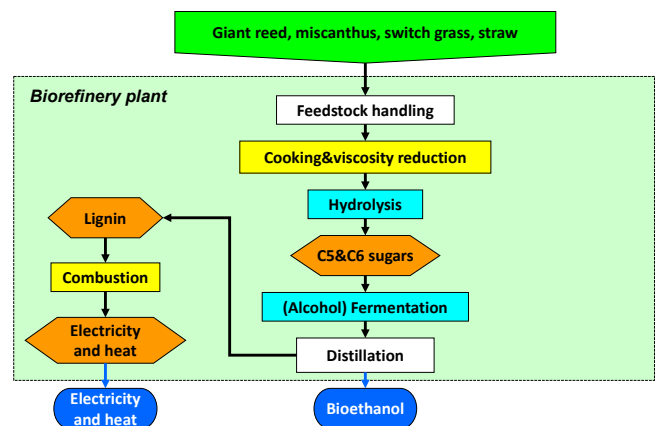 Giant reed, miscanthus, switch grass, straw
Biorefinery plant
Feedstock handling
Cooking&viscosity reduction
Hydrolysis
Lignin
C5&C6 sugars
Combustion
(Alcohol) Fermentation
Electricity
and heat
Distillation
Electricity
and heat
Bioethanol